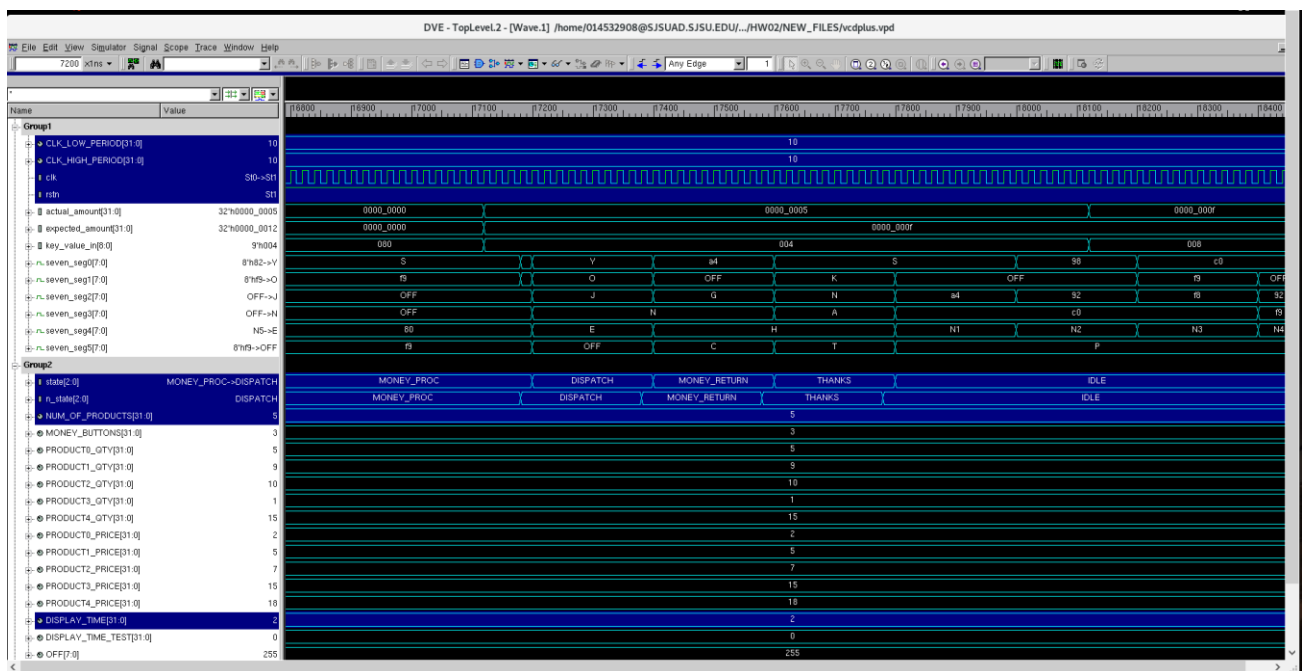 DVE - TopLevel.2 - [Wave.1] /home/014532908@SJSUAD.SJSU.EDU/.../HW02/NEW_FILES/vcdplus.vpd
File Edit View Simulator Signal Scope Trace Window Help
7200 x1ns Any Edge 1
Name Value 16800 16900 17000 17100 17200 17300 17400 17500 17600 17700 17800 17900 18000 18100 18200 18300 18400
Group1
CLK_LOW_PERIOD[31:0] 10 10
CLK_HIGH_PERIOD[31:0] 10 10
clk St0->St1
rstn St1
actual_amount[31:0] 32'h0000_0005 0000_0000 0000_0005 0000_000f
expected_amount[31:0] 32'h0000_0012 0000_0000 0000_000f
key_value_in[8:0] 9'h004 080 004 008
seven_seg0[7:0] 8'h82->Y S Y a4 S 98 c0
seven_seg1[7:0] 8'hf9->O f9 O OFF K OFF f9 OFF
seven_seg2[7:0] OFF->J OFF J G N a4 92 f8 92
seven_seg3[7:0] OFF->N OFF N A c0 f9
seven_seg4[7:0] N5->E 80 E H N1 N2 N3 N4
seven_seg5[7:0] 8'hf9->OFF f9 OFF C T P
Group2
state[2:0] MONEY_PROC->DISPATCH MONEY_PROC DISPATCH MONEY_RETURN THANKS IDLE
n_state[2:0] DISPATCH MONEY_PROC DISPATCH MONEY_RETURN THANKS IDLE
NUM_OF_PRODUCTS[31:0] 5 5
MONEY_BUTTONS[31:0] 3 3
PRODUCT0_QTY[31:0] 5 5
PRODUCT1_QTY[31:0] 9 9
PRODUCT2_QTY[31:0] 10 10
PRODUCT3_QTY[31:0] 1 1
PRODUCT4_QTY[31:0] 15 15
PRODUCT0_PRICE[31:0] 2 2
PRODUCT1_PRICE[31:0] 5 5
PRODUCT2_PRICE[31:0] 7 7
PRODUCT3_PRICE[31:0] 15 15
PRODUCT4_PRICE[31:0] 18 18
DISPLAY_TIME[31:0] 2 2
DISPLAY_TIME_TEST[31:0] 0 0
OFF[7:0] 255 255